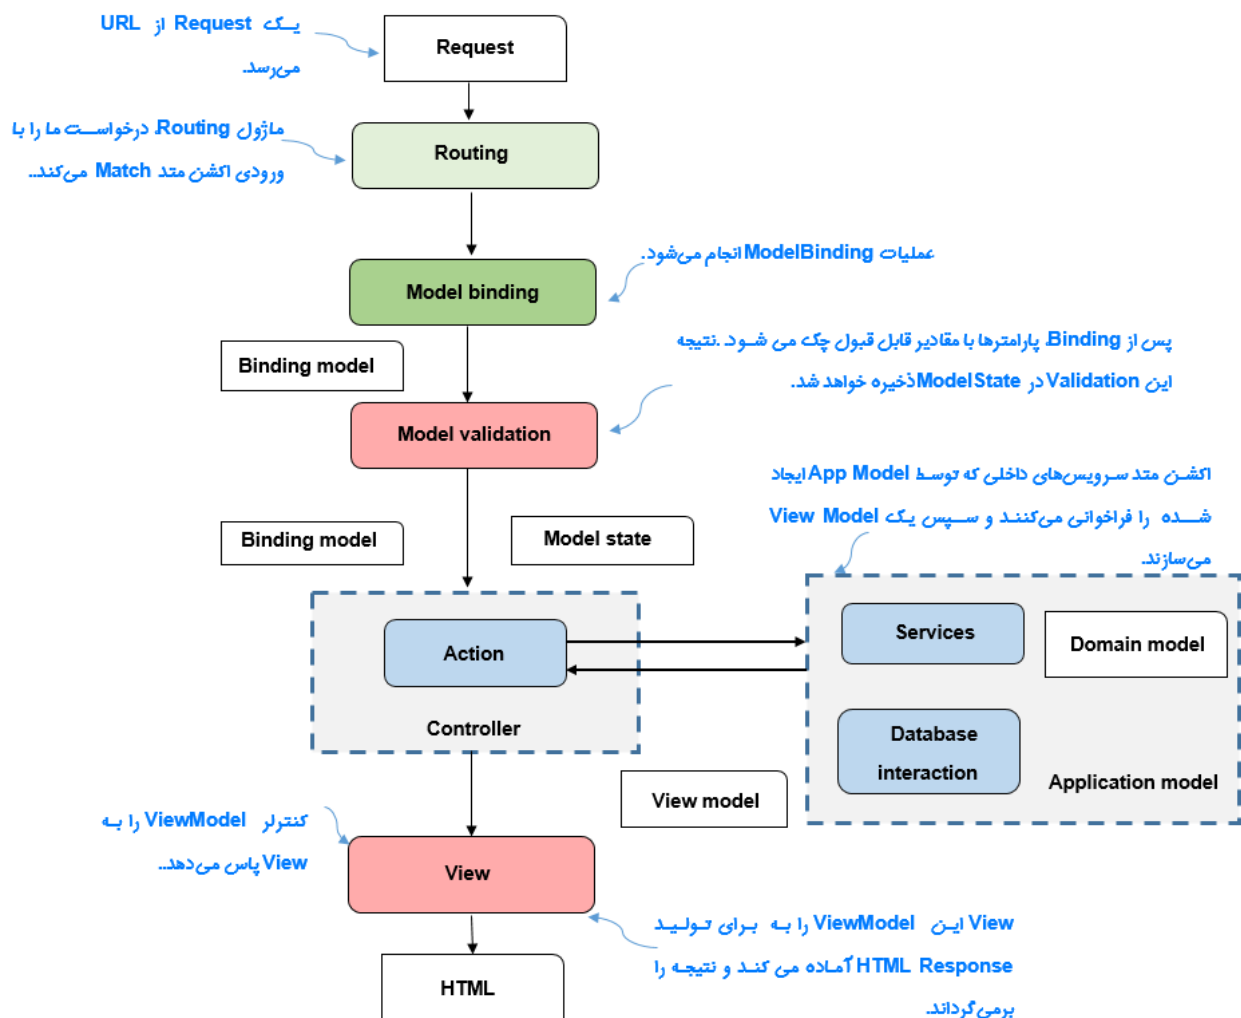 یک Request از URL
می‌رسد.
Request
ماژول Routing، درخواست ما را با
ورودی اکشن متد Match می‌کند..
Routing
عملیات ModelBinding انجام می‌شود.
Model binding
Binding model
پس از Binding، پارامترها با مقادیر قابل قبول چک می شود. .نتیجه
این Validation در ModelState ذخیره خواهد شد.
Model validation
اکشن متد سرویس‌های داخلی که توسط App Model ایجاد
شده را فراخوانی می‌کنند و سپس یک View Model
می‌سازند.
Binding model
Model state
Action
Controller
Services
Domain model
Database
interaction
Application model
View model
کنترلر ViewModel را به
View پاس می‌دهد..
View
View این ViewModel را به برای تولید
HTML Response آماده می کند و نتیجه را
برمی‌گرداند.
HTML